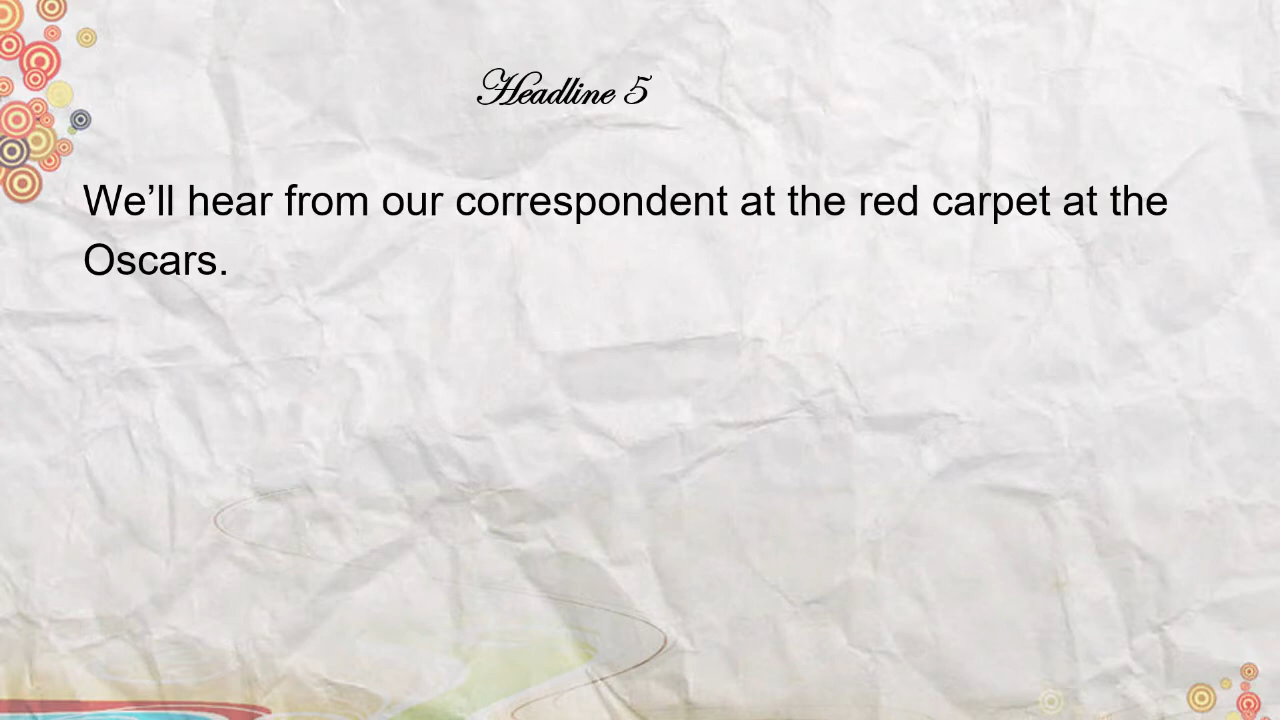 Headline 5
We’ll hear from our correspondent at the red carpet at the
Oscars.